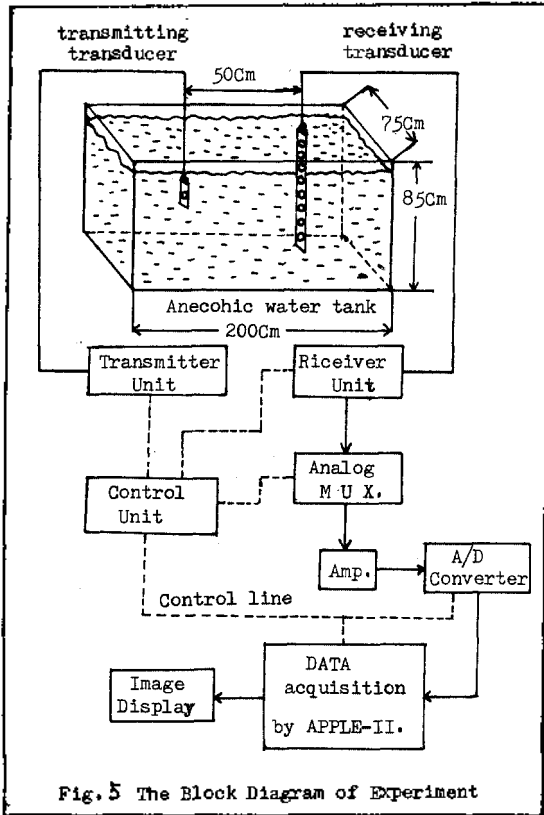 transmitting
transducer
receiving
transducer
50Cm
75Cm
85Cm
Anecohic water tank
200Cm
Transmitter
Unit
Riceiver
Unit
Control
Unit
Analog
M U X.
Amp.
A/D
Converter
Control line
DATA
acquisition
by APPLE-II.
Image
Display
Fig. 5 The Block Diagram of Experiment